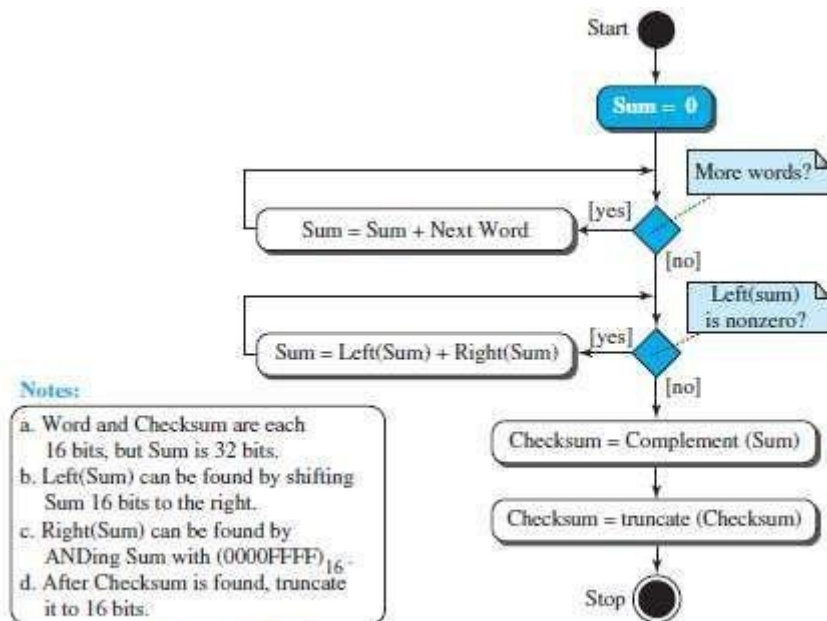 Start
Sum = 0
More words?
[yes]
Sum = Sum + Next Word
[no]
Left(sum)
is nonzero?
[yes]
Sum = Left(Sum) + Right(Sum)
[no]
Notes:
a. Word and Checksum are each
16 bits, but Sum is 32 bits.
b. Left(Sum) can be found by shifting
Sum 16 bits to the right.
c. Right(Sum) can be found by
ANDing Sum with (0000FFFF)16.
d. After Checksum is found, truncate
it to 16 bits.
Checksum = Complement (Sum)
Checksum = truncate (Checksum)
Stop